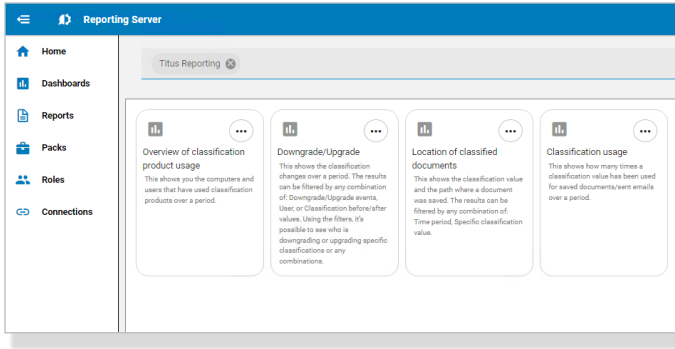 Reporting Server
Home
Dashboards
Reports
Packs
Roles
Connections
Titus Reporting
Overview of classification
product usage
This shows you the computers and
users that have used classification
products over a period.
Downgrade/Upgrade
This shows the classification
changes over a period. The results
can be filtered by any combination
of: Downgrade/Upgrade events,
User, or Classification before/after
values. Using the filters, it's
possible to see who is
downgrading or upgrading specific
classifications or any
combinations.
Location of classified
documents
This shows the classification value
and the path where a document
was saved. The results can be
filtered by any combination of:
Time period, Specific classification
value.
Classification usage
This shows how many times a
classification value has been used
for saved documents/sent emails
over a period.